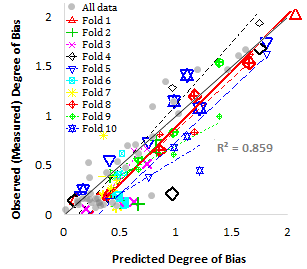 All data
Fold 1
Fold 2
Fold 3
Fold 4
Fold 5
Fold 6
Fold 7
Fold 8
Fold 9
Fold 10
2
1.5
1
0.5
0
0
0.5
1
1.5
2
R² = 0.859
Observed (Measured) Degree of Bias
Predicted Degree of Bias